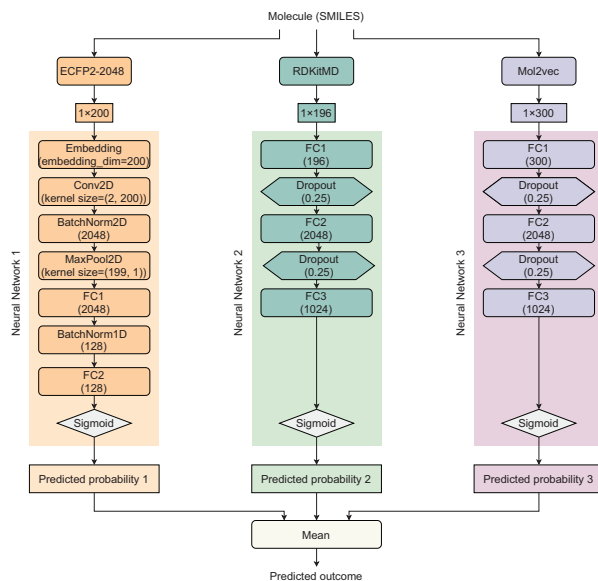 Molecule (SMILES)
ECFP2-2048
RDKitMD
Mol2vec
1×200
1×196
1×300
Neural Network 1
Embedding
(embedding_dim=200)
Conv2D
(kernel size=(2, 200))
BatchNorm2D
(2048)
MaxPool2D
(kernel size=(199, 1))
FC1
(2048)
BatchNorm1D
(128)
FC2
(128)
Sigmoid
Neural Network 2
FC1
(196)
Dropout
(0.25)
FC2
(2048)
Dropout
(0.25)
FC3
(1024)
Sigmoid
Neural Network 3
FC1
(300)
Dropout
(0.25)
FC2
(2048)
Dropout
(0.25)
FC3
(1024)
Sigmoid
Predicted probability 1
Predicted probability 2
Predicted probability 3
Mean
Predicted outcome